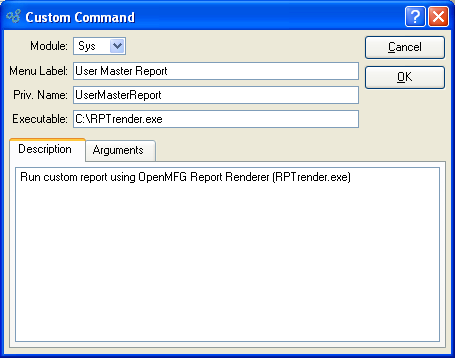 Custom Command
Module: Sys
Cancel
Menu Label: User Master Report
OK
Priv. Name: UserMasterReport
Executable: C:\RPTrender.exe
Description Arguments
Run custom report using OpenMFG Report Renderer (RPTrender.exe)